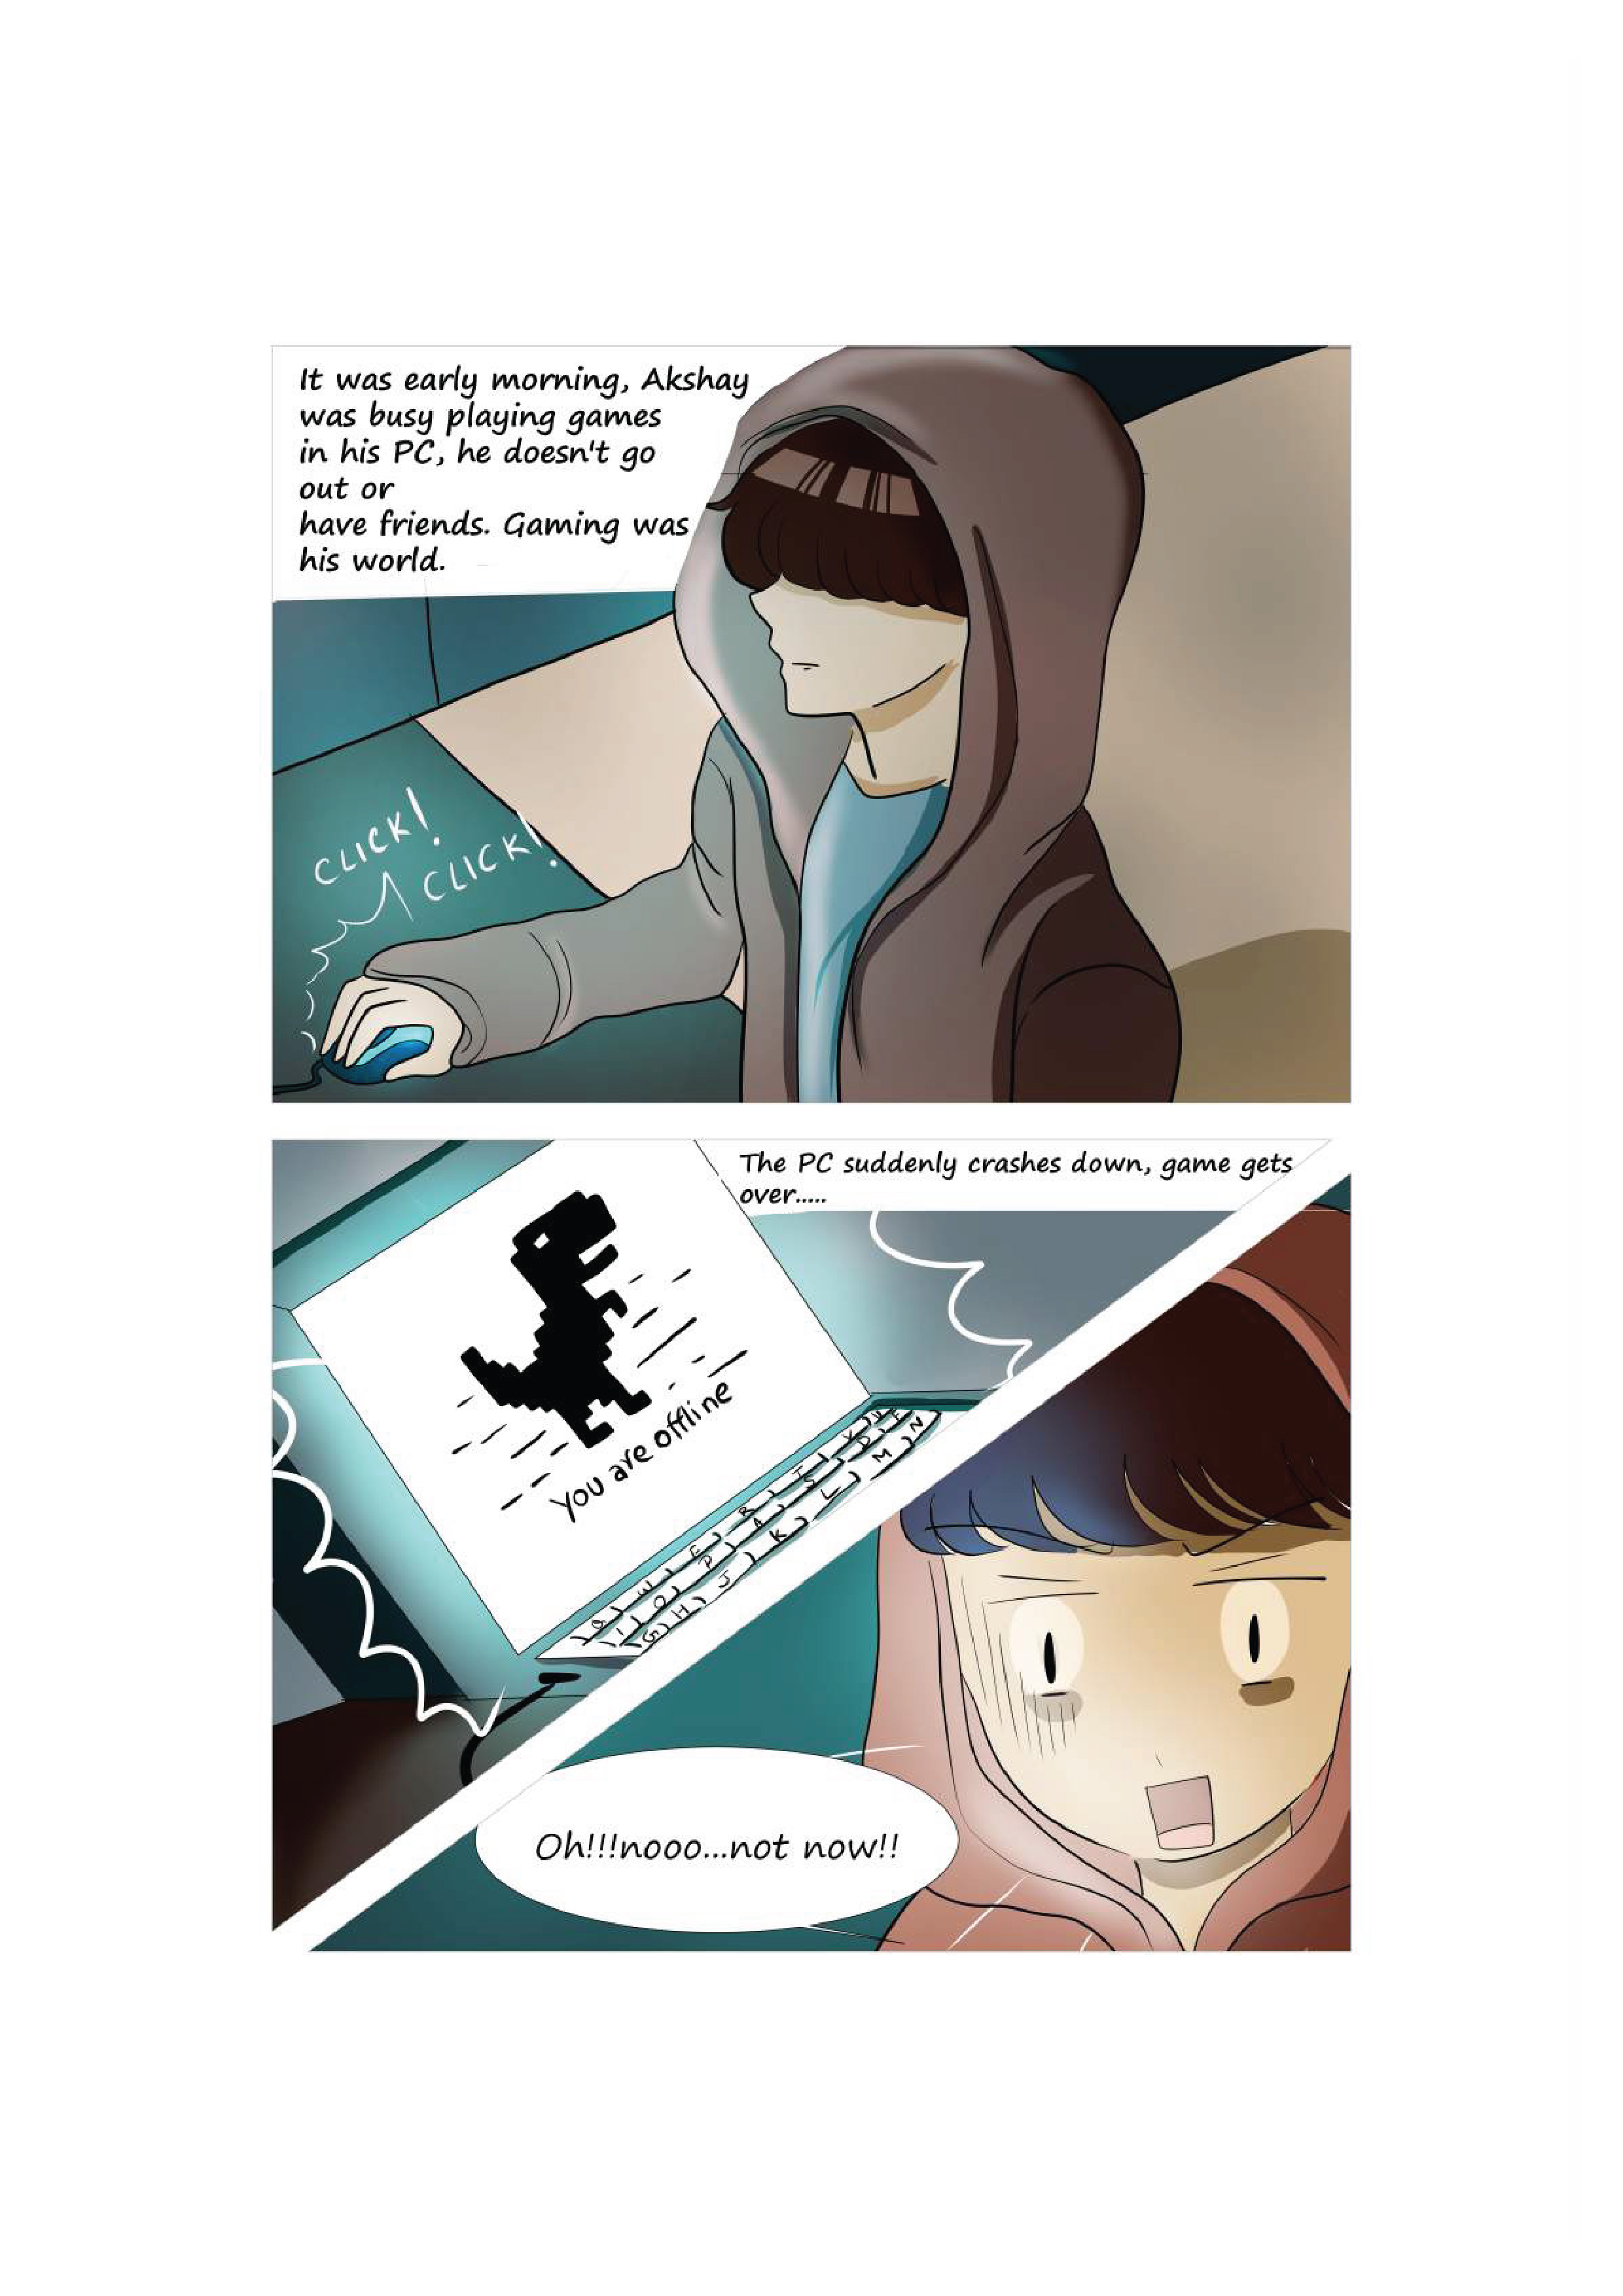 It was early morning, Akshay
was busy playing games
in his PC, he doesn't go
out or
have friends. Gaming was
his world.
CLICK!
CLICK!
The PC suddenly crashes down, game gets
over.....
You are offline
Q W E R T Y U
I O P A S D F
G H J K L M N
Oh!!!nooo...not now!!